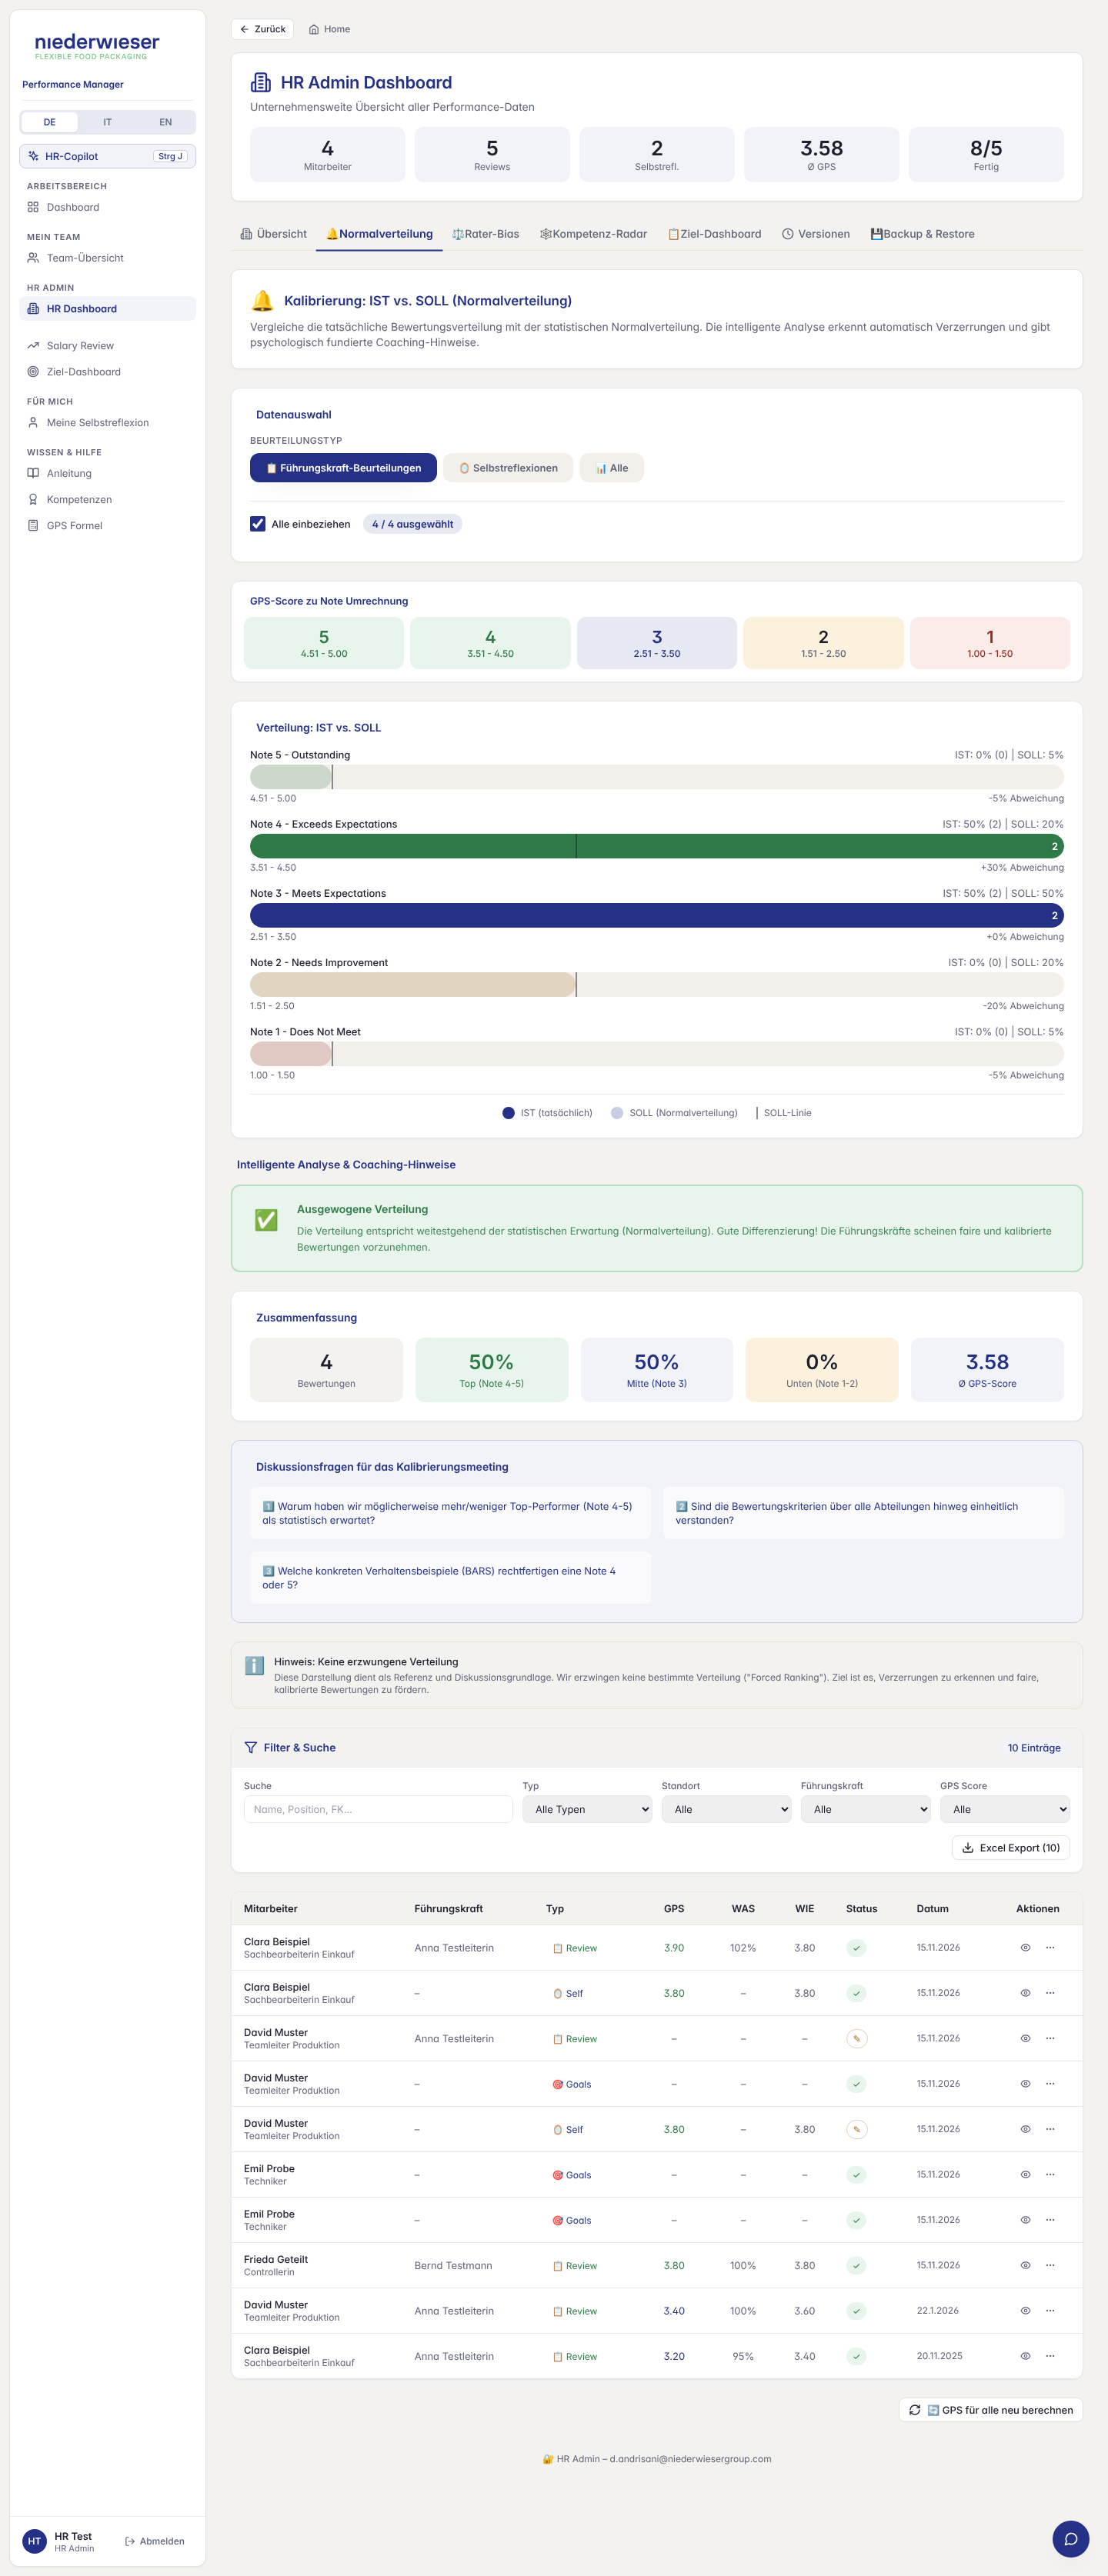 niederwieser
FLEXIBLE FOOD PACKAGING
Performance Manager
DE IT EN
HR-Copilot Strg J
ARBEITSBEREICH
Dashboard
MEIN TEAM
Team-Übersicht
HR ADMIN
HR Dashboard
Salary Review
Ziel-Dashboard
FÜR MICH
Meine Selbstreflexion
WISSEN & HILFE
Anleitung
Kompetenzen
GPS Formel
HT HR Test
HR Admin
Abmelden
Zurück Home
HR Admin Dashboard
Unternehmensweite Übersicht aller Performance-Daten
4 5 2 3.58 8/5
Mitarbeiter Reviews Selbstrefl. Ø GPS Fertig
Übersicht Normalverteilung Rater-Bias Kompetenz-Radar Ziel-Dashboard Versionen Backup & Restore
Kalibrierung: IST vs. SOLL (Normalverteilung)
Vergleiche die tatsächliche Bewertungsverteilung mit der statistischen Normalverteilung. Die intelligente Analyse erkennt automatisch Verzerrungen und gibt
psychologisch fundierte Coaching-Hinweise.
Datenauswahl
BEURTEILUNGSTYP
Führungskraft-Beurteilungen Selbstreflexionen Alle
Alle einbeziehen 4 / 4 ausgewählt
GPS-Score zu Note Umrechnung
5 4 3 2 1
4.51 - 5.00 3.51 - 4.50 2.51 - 3.50 1.51 - 2.50 1.00 - 1.50
Verteilung: IST vs. SOLL
Note 5 - Outstanding IST: 0% (0) | SOLL: 5%
4.51 - 5.00 -5% Abweichung
Note 4 - Exceeds Expectations IST: 50% (2) | SOLL: 20%
2
3.51 - 4.50 +30% Abweichung
Note 3 - Meets Expectations IST: 50% (2) | SOLL: 50%
2
2.51 - 3.50 +0% Abweichung
Note 2 - Needs Improvement IST: 0% (0) | SOLL: 20%
1.51 - 2.50 -20% Abweichung
Note 1 - Does Not Meet IST: 0% (0) | SOLL: 5%
1.00 - 1.50 -5% Abweichung
IST (tatsächlich) SOLL (Normalverteilung) SOLL-Linie
Intelligente Analyse & Coaching-Hinweise
Ausgewogene Verteilung
Die Verteilung entspricht weitestgehend der statistischen Erwartung (Normalverteilung). Gute Differenzierung! Die Führungskräfte scheinen faire und kalibrierte
Bewertungen vorzunehmen.
Zusammenfassung
4 50% 50% 0% 3.58
Bewertungen Top (Note 4-5) Mitte (Note 3) Unten (Note 1-2) Ø GPS-Score
Diskussionsfragen für das Kalibrierungsmeeting
1 Warum haben wir möglicherweise mehr/weniger Top-Performer (Note 4-5)
als statistisch erwartet?
2 Sind die Bewertungskriterien über alle Abteilungen hinweg einheitlich
verstanden?
3 Welche konkreten Verhaltensbeispiele (BARS) rechtfertigen eine Note 4
oder 5?
Hinweis: Keine erzwungene Verteilung
Diese Darstellung dient als Referenz und Diskussionsgrundlage. Wir erzwingen keine bestimmte Verteilung ("Forced Ranking"). Ziel ist es, Verzerrungen zu erkennen und faire,
kalibrierte Bewertungen zu fördern.
Filter & Suche 10 Einträge
Suche Typ Standort Führungskraft GPS Score
Name, Position, FK... Alle Typen Alle Alle Alle
Excel Export (10)
Mitarbeiter Führungskraft Typ GPS WAS WIE Status Datum Aktionen
Clara Beispiel
Sachbearbeiterin Einkauf Anna Testleiterin Review 3.90 102% 3.80 ✓ 15.11.2026
Clara Beispiel
Sachbearbeiterin Einkauf – Self 3.80 – 3.80 ✓ 15.11.2026
David Muster
Teamleiter Produktion Anna Testleiterin Review – – – 15.11.2026
David Muster
Teamleiter Produktion – Goals – – – ✓ 15.11.2026
David Muster
Teamleiter Produktion – Self 3.80 – 3.80 15.11.2026
Emil Probe
Techniker – Goals – – – ✓ 15.11.2026
Emil Probe
Techniker – Goals – – – ✓ 15.11.2026
Frieda Geteilt
Controllerin Bernd Testmann Review 3.80 100% 3.80 ✓ 15.11.2026
David Muster
Teamleiter Produktion Anna Testleiterin Review 3.40 100% 3.60 ✓ 22.1.2026
Clara Beispiel
Sachbearbeiterin Einkauf Anna Testleiterin Review 3.20 95% 3.40 ✓ 20.11.2025
GPS für alle neu berechnen
HR Admin – d.andrisani@niederwiesergroup.com